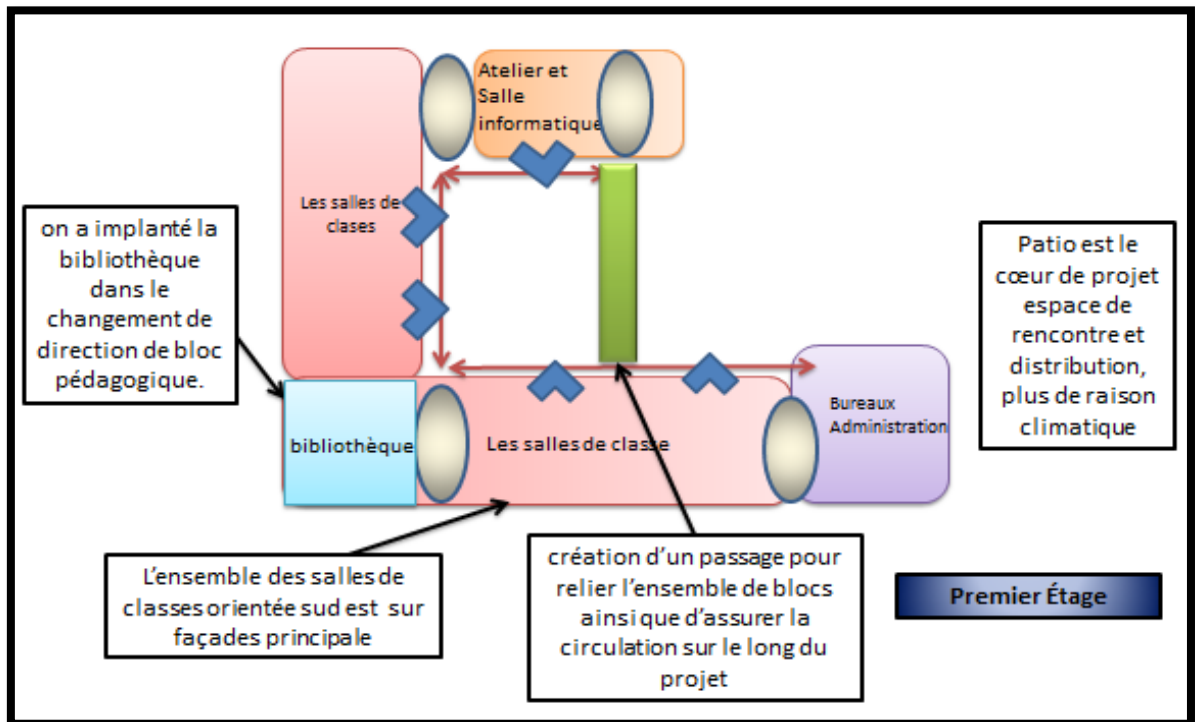 Atelier et
Salle
informatique
Les salles de
clases
on a implanté la
bibliothèque
dans le
changement de
direction de bloc
pédagogique.
Patio est le
cœur de projet
espace de
rencontre et
distribution,
plus de raison
climatique
bibliothèque
Les salles de classe
Bureaux
Administration
L’ensemble des salles de
classes orientée sud est sur
façades principale
création d’un passage pour
relier l’ensemble de blocs
ainsi que d’assurer la
circulation sur le long du
projet
Premier Étage